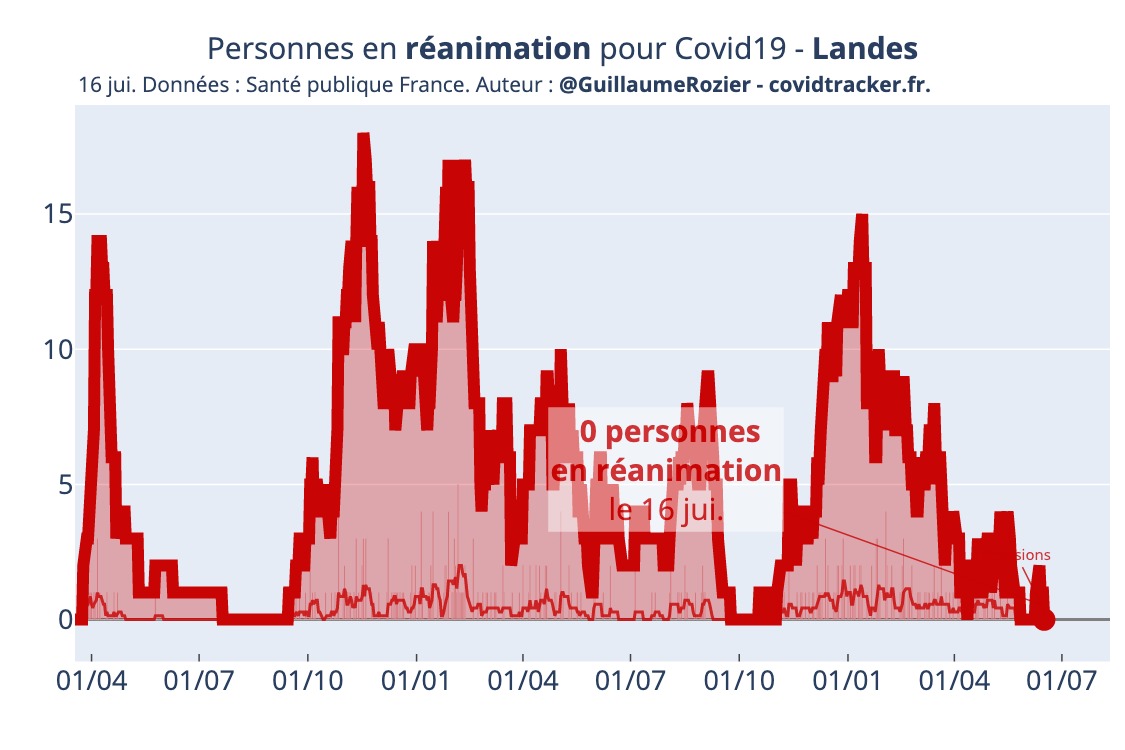 Personnes en réanimation pour Covid19 - Landes
16 jui. Données : Santé publique France. Auteur : @GuillaumeRozier - covidtracker.fr.
15
10
5
0
0 personnes
en réanimation
le 16 jui.
01/04 01/07 01/10 01/01 01/04 01/07 01/10 01/01 01/04 01/07